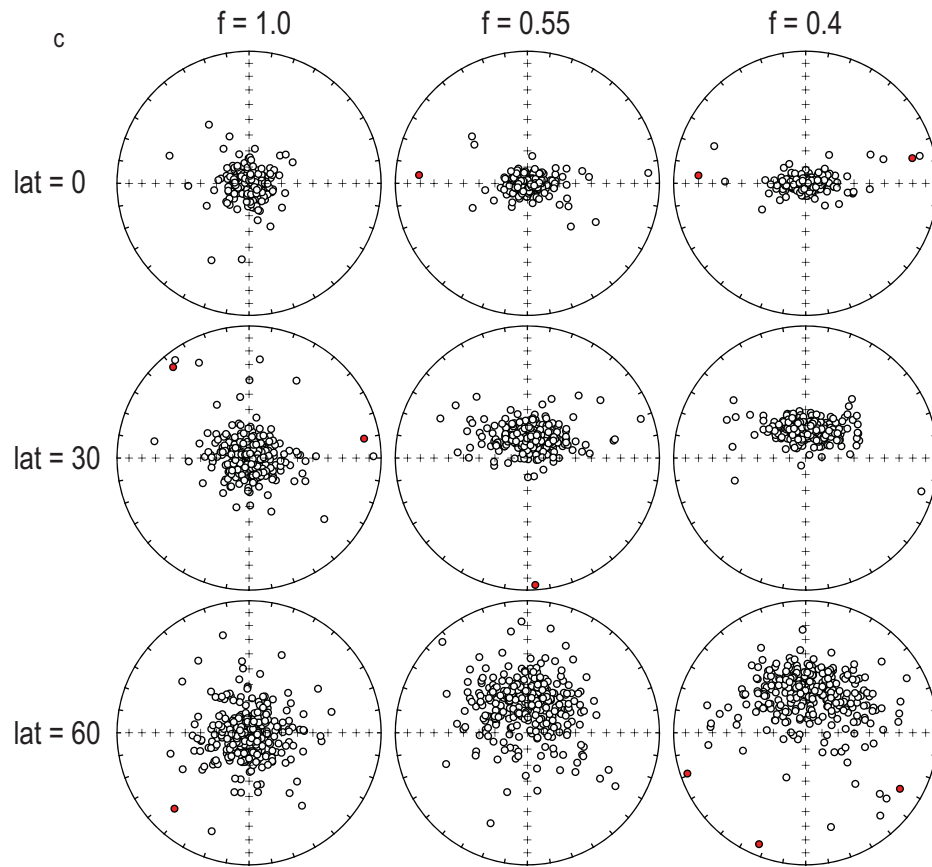 c
f = 1.0
f = 0.55
f = 0.4
lat = 0
lat = 30
lat = 60